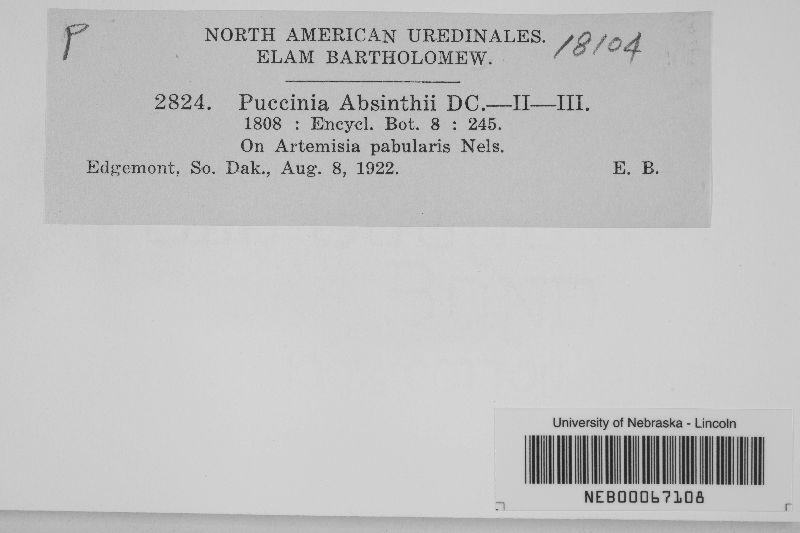 P
NORTH AMERICAN UREDINALES.
18104
ELAM BARTHOLOMEW.
2824. Puccinia Absinthii DC.—II—III.
1808 : Encycl. Bot. 8 : 245.
On Artemisia pabularis Nels.
Edgemont, So. Dak., Aug. 8, 1922. E. B.
University of Nebraska - Lincoln
NEB00067108